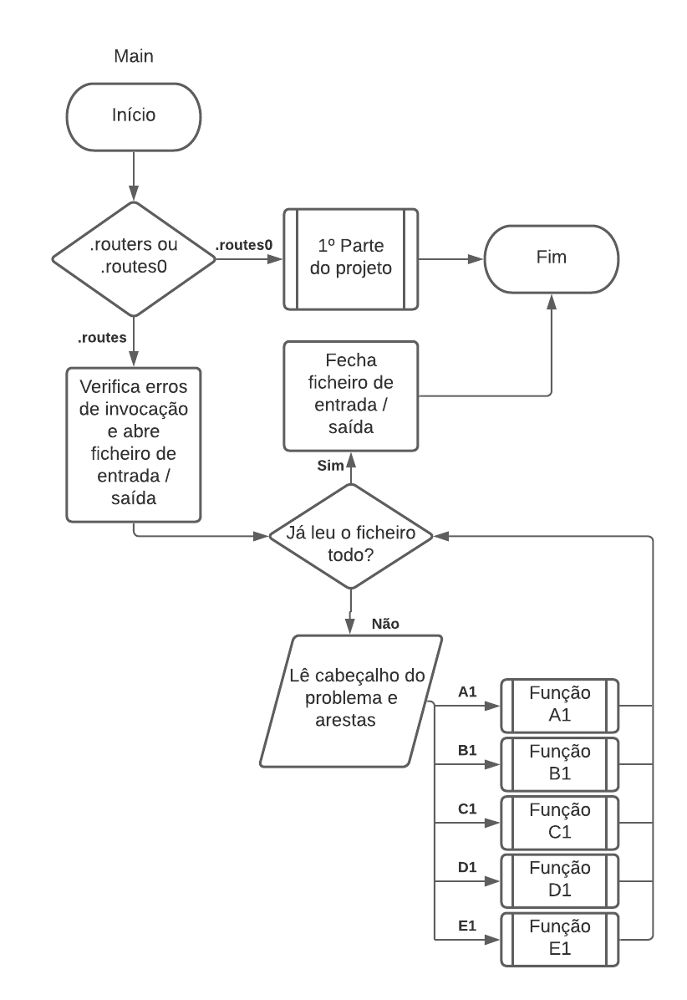 Main
Início
.routers ou
.routes0
.routes0
1º Parte
do projeto
Fim
.routes
Verifica erros
de invocação
e abre
ficheiro de
entrada /
saída
Fecha
ficheiro de
entrada /
saída
Sim
Já leu o ficheiro
todo?
Não
Lê cabeçalho do
problema e
arestas
A1
Função
A1
B1
Função
B1
C1
Função
C1
D1
Função
D1
E1
Função
E1